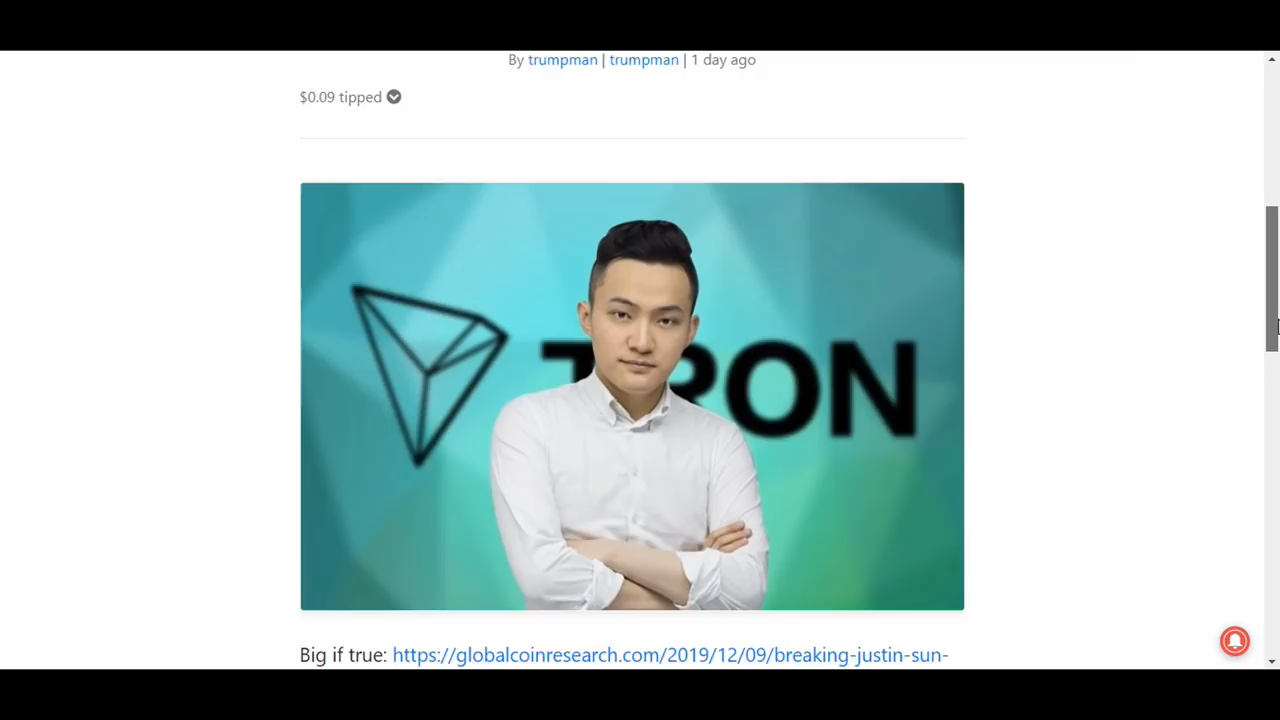 By trumpman | trumpman | 1 day ago
$0.09 tipped
TRON
Big if true: https://globalcoinresearch.com/2019/12/09/breaking-justin-sun-